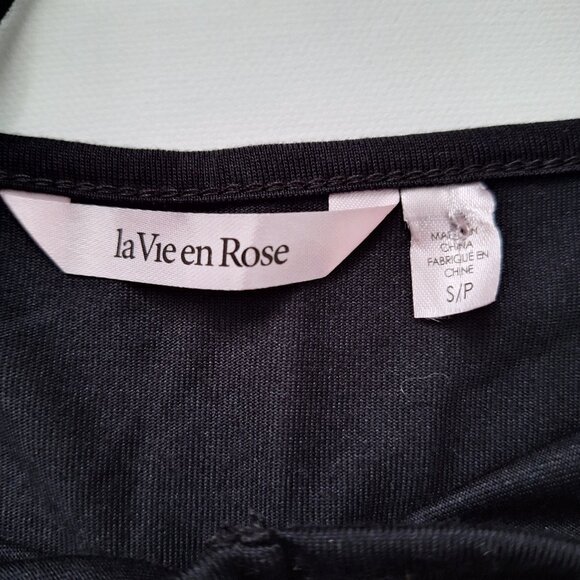 la Vie en Rose
MADE IN
CHINA
FABRIQUÉ EN
CHINE
S/P